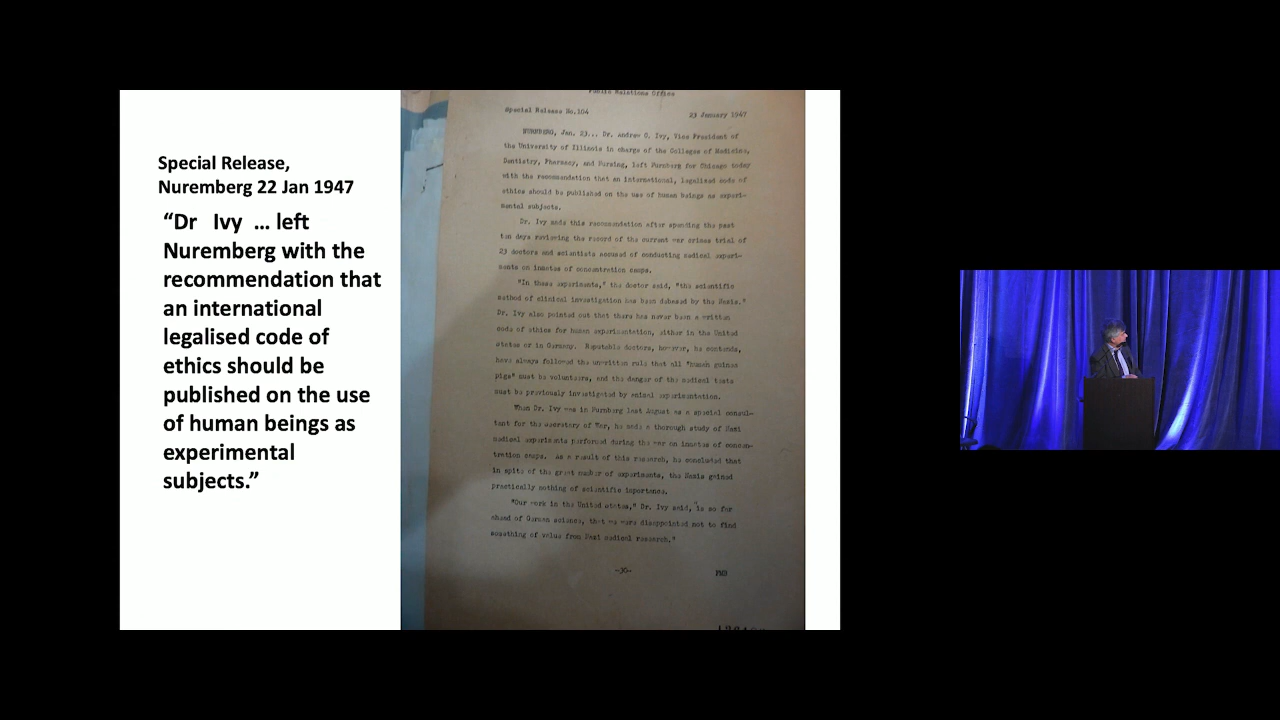 Special Release,
Nuremberg 22 Jan 1947
“Dr Ivy … left
Nuremberg with the
recommendation that
an international
legalised code of
ethics should be
published on the use
of human beings as
experimental
subjects.”
Public Relations Office
Special Release No.104 23 January 1947
NURNBERG, Jan. 23... Dr. Andrew C. Ivy, Vice President of
the University of Illinois in charge of the Colleges of Medicine,
Dentistry, Pharmacy, and Nursing, left Nurnberg for Chicago today
with the recommendation that an international, legalized code of
ethics should be published on the use of human beings as experi-
mental subjects.
Dr. Ivy made this recommendation after spending the past
ten days reviewing the record of the current war crimes trial of
23 doctors and scientists accused of conducting medical experi-
ments on inmates of concentration camps.
"In these experiments," the doctor said, "the scientific
method of clinical investigation has been debased by the Nazis."
Dr. Ivy also pointed out that there has never been a written
code of ethics for human experimentation, either in the United
States or in Germany. Reputable doctors, however, he contends,
have always followed the unwritten rule that all "human guinea
pigs" must be volunteers, and the danger of the medical tests
must be previously investigated by animal experimentation.
When Dr. Ivy was in Nurnberg last August as a special consul-
tant for the Secretary of War, he made a thorough study of Nazi
medical experiments performed during the war on inmates of concen-
tration camps. As a result of this research, he concluded that
in spite of the great number of experiments, the Nazis gained
practically nothing of scientific importance.
"Our work in the United States," Dr. Ivy said, "is so far
ahead of German science, that we were disappointed not to find
something of value from Nazi medical research."
-30-